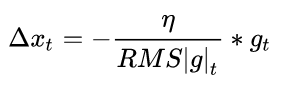 Δx_t = − η / RMS|g|_t * g_t